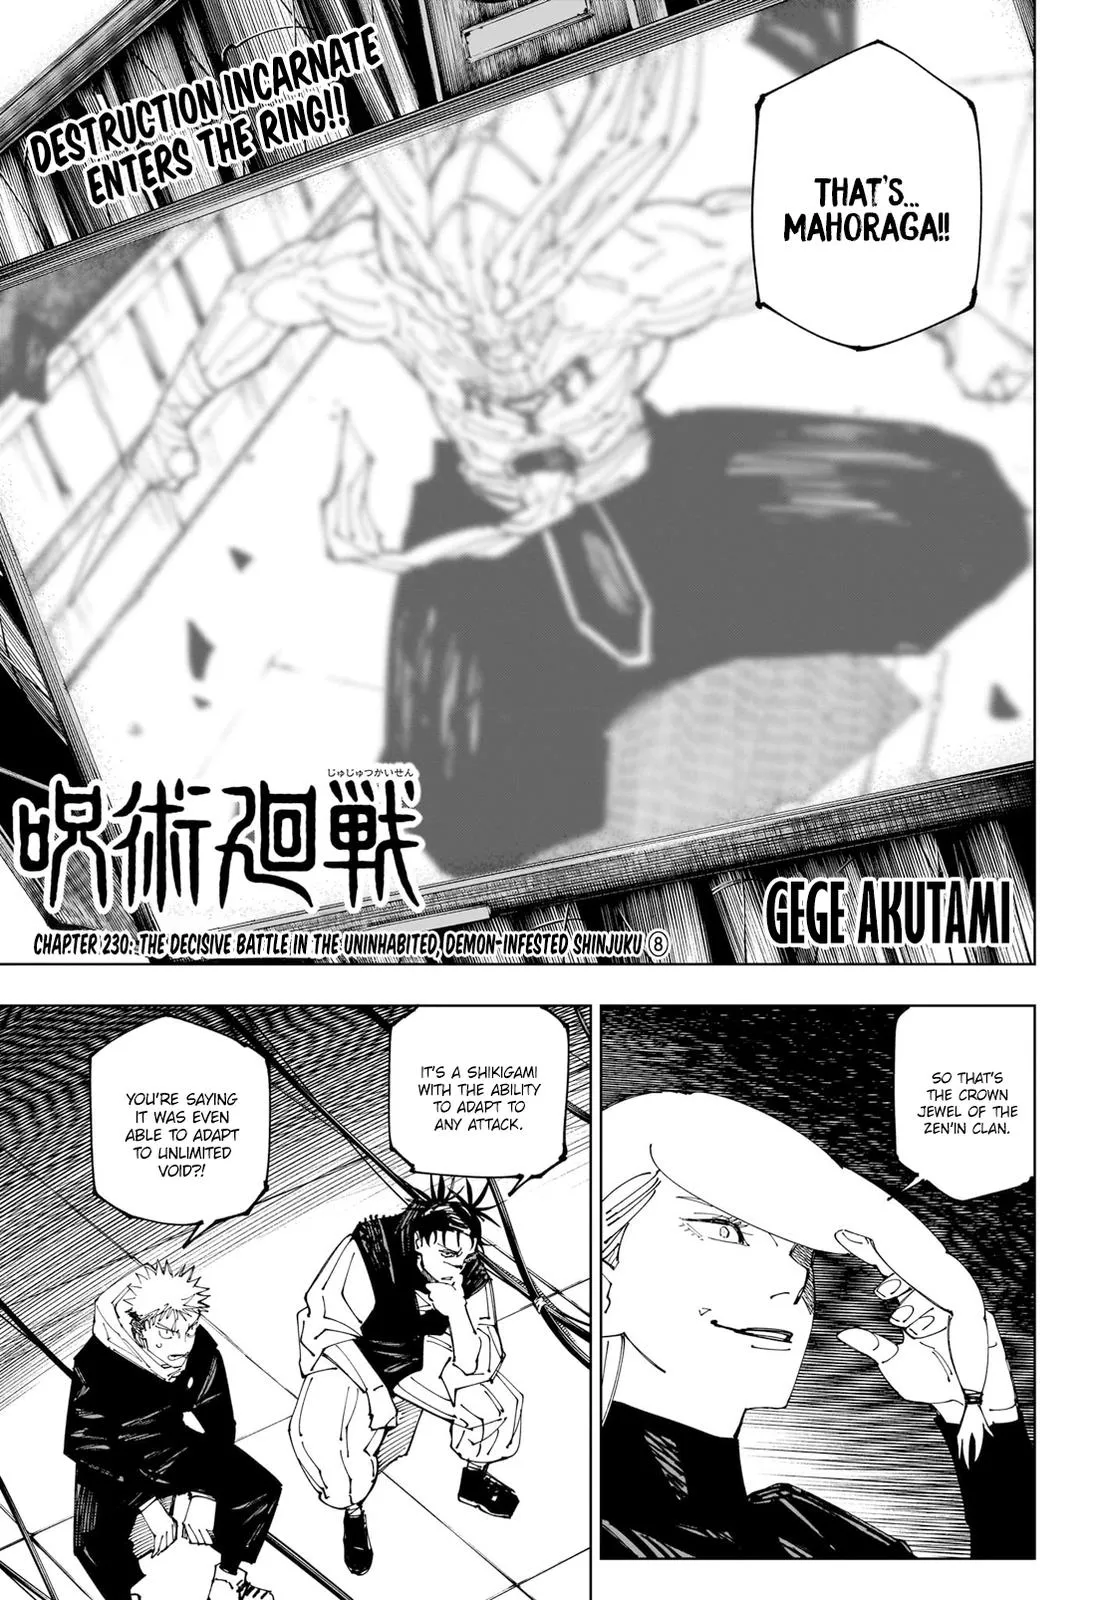 DESTRUCTION INCARNATE
ENTERS THE RING!!
THAT'S...
MAHORAGA!!
じゅじゅつかいせん
呪術廻戦
GEGE AKUTAMI
CHAPTER 230: THE DECISIVE BATTLE IN THE UNINHABITED, DEMON-INFESTED SHINJUKU ⑧
SO THAT'S
THE CROWN
JEWEL OF THE
ZEN'IN CLAN.
IT'S A SHIKIGAMI
WITH THE ABILITY
TO ADAPT TO
ANY ATTACK.
YOU'RE SAYING
IT WAS EVEN
ABLE TO ADAPT
TO UNLIMITED
VOID?!